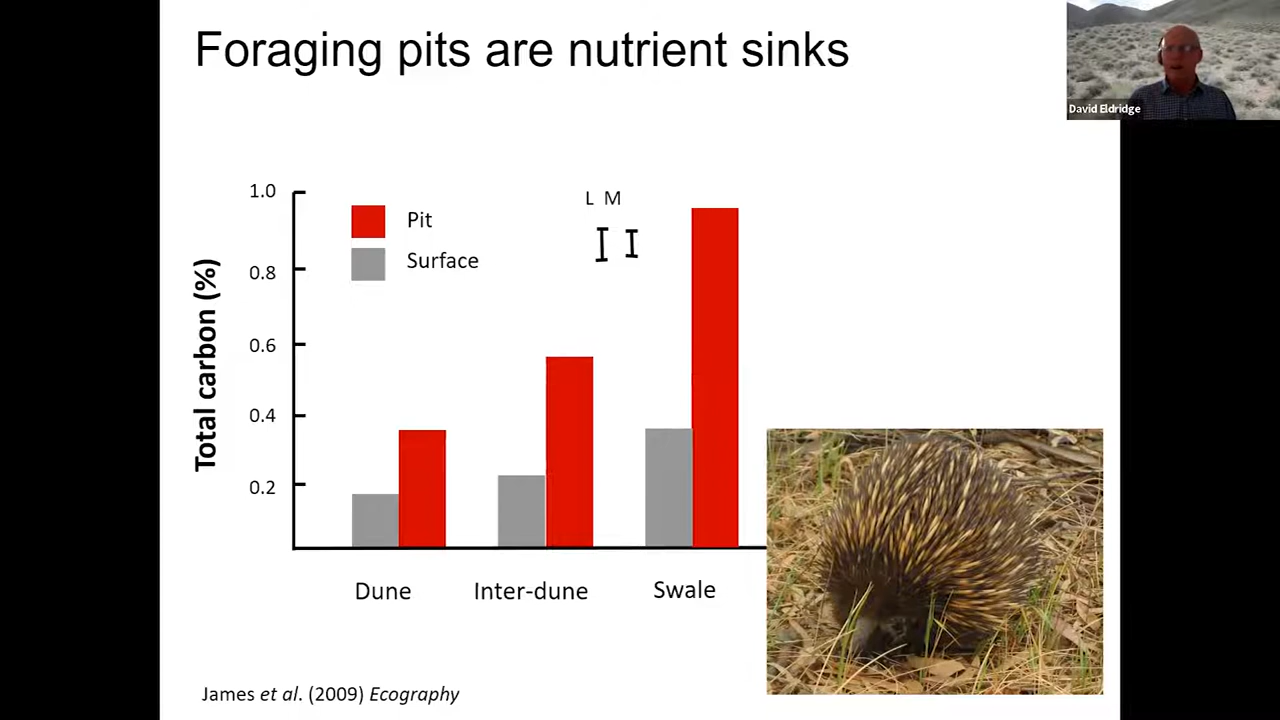 Foraging pits are nutrient sinks
David Eldridge
Total carbon (%)
1.0
0.8
0.6
0.4
0.2
Pit
Surface
L M
Dune
Inter-dune
Swale
James et al. (2009) Ecography